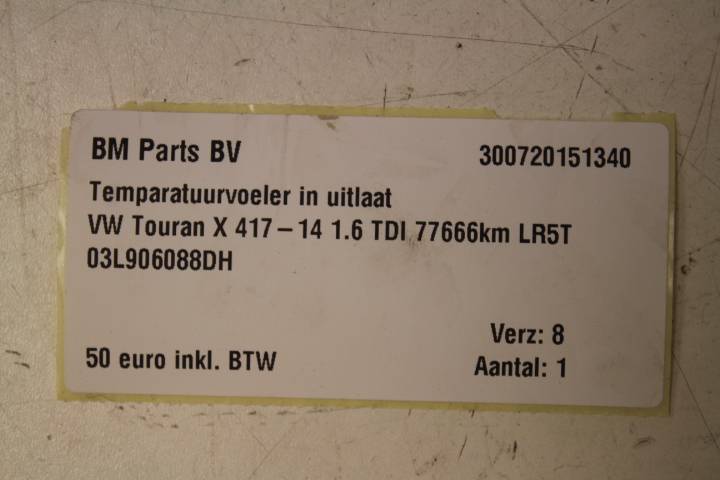 BM Parts BV 300720151340
Temparatuurvoeler in uitlaat
VW Touran X 417-14 1.6 TDI 77666km LR5T
03L906088DH
Verz: 8
50 euro inkl. BTW Aantal: 1